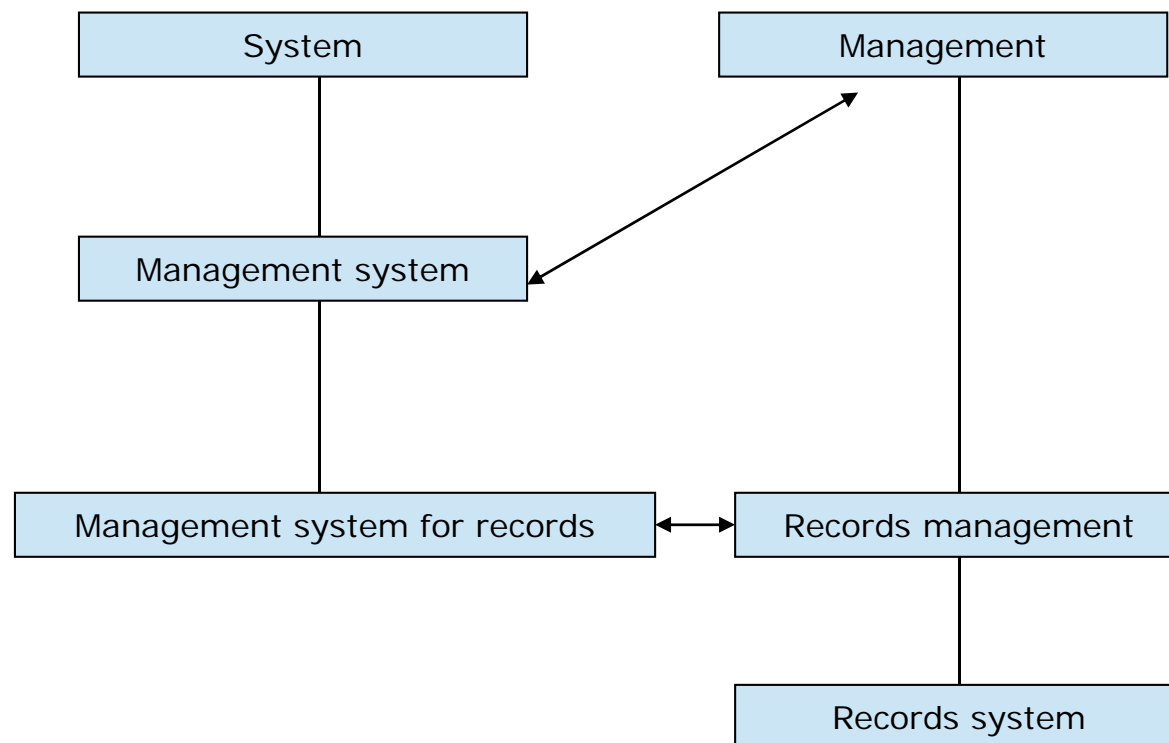 System
Management
Management system
Management system for records
Records management
Records system